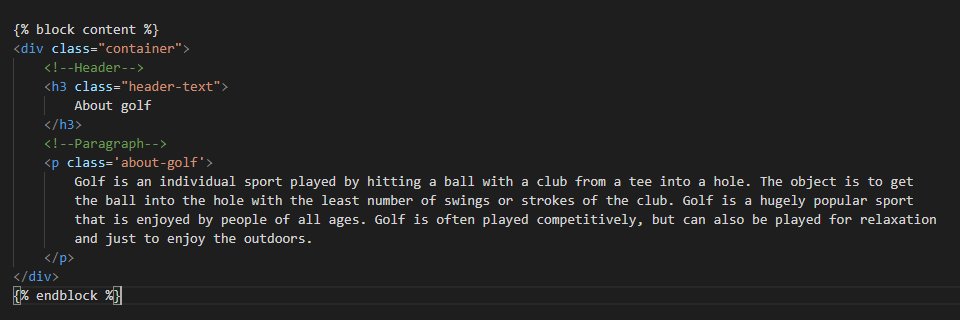 {% block content %}
<div class="container">
<!--Header-->
<h3 class="header-text">
About golf
</h3>
<!--Paragraph-->
<p class='about-golf'>
Golf is an individual sport played by hitting a ball with a club from a tee into a hole. The object is to get
the ball into the hole with the least number of swings or strokes of the club. Golf is a hugely popular sport
that is enjoyed by people of all ages. Golf is often played competitively, but can also be played for relaxation
and just to enjoy the outdoors.
</p>
</div>
{% endblock %}